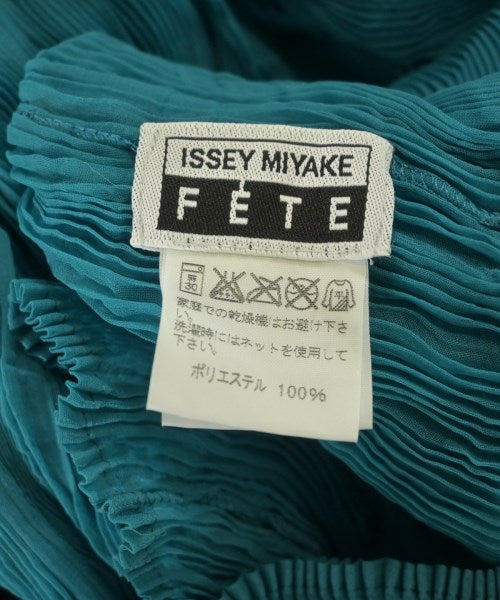 ISSEY MIYAKE
FÊTE
弱
30
平
家庭での乾燥機はお避け下さ
い。
洗濯時にはネットを使用して
下さい。
ポリエステル 100%